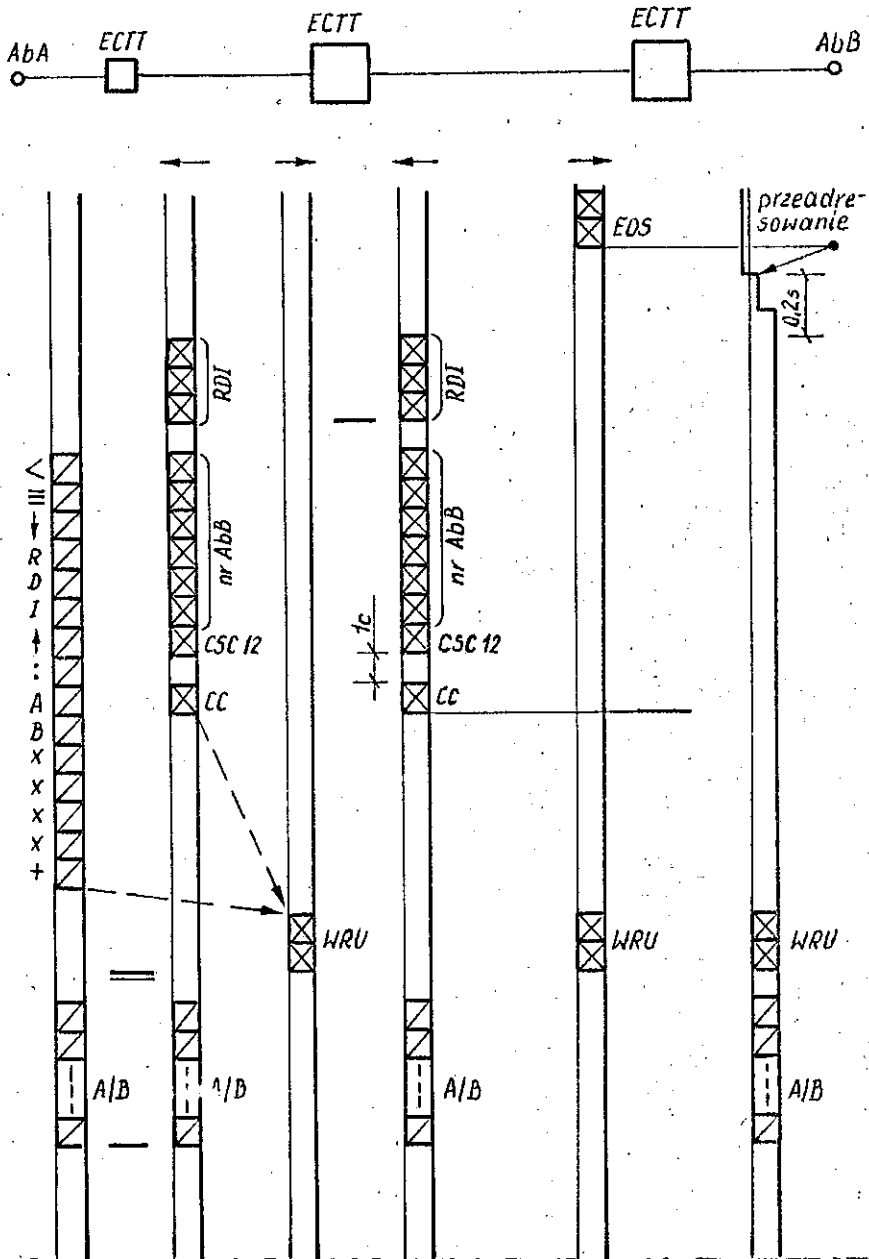 AbA
ECTT
ECTT
ECTT
AbB
EDS
przeadre-
sowanie
0,2s
RDI
RDI
nr AbB
nr AbB
CSC 12
CSC 12
tc
CC
CC
<
≡
↓
R
D
I
↑
:
A
B
x
x
x
x
+
WRU
WRU
WRU
A/B
A/B
A/B
A/B